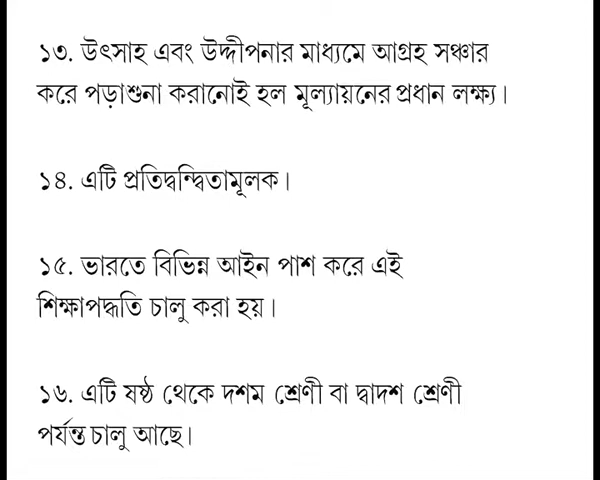 ১৩. উৎসাহ এবং উদ্দীপনার মাধ্যমে আগ্রহ সঞ্চার
করে পড়াশুনা করানোই হল মূল্যায়নের প্রধান লক্ষ্য।
১৪. এটি প্রতিদ্বন্দ্বিতামূলক।
১৫. ভারতে বিভিন্ন আইন পাশ করে এই
শিক্ষাপদ্ধতি চালু করা হয়।
১৬. এটি ষষ্ঠ থেকে দশম শ্রেণী বা দ্বাদশ শ্রেণী
পর্যন্ত চালু আছে।